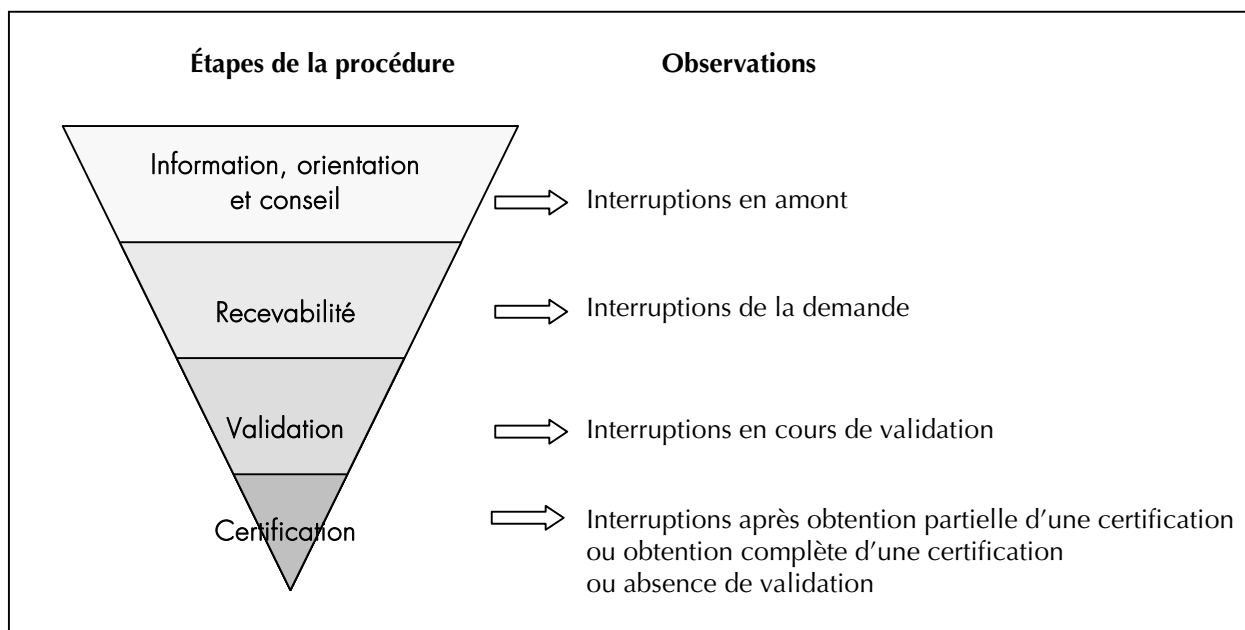 Étapes de la procédure
Observations
Information, orientation
et conseil
Interruptions en amont
Recevabilité
Interruptions de la demande
Validation
Interruptions en cours de validation
Certification
Interruptions après obtention partielle d’une certification
ou obtention complète d’une certification
ou absence de validation